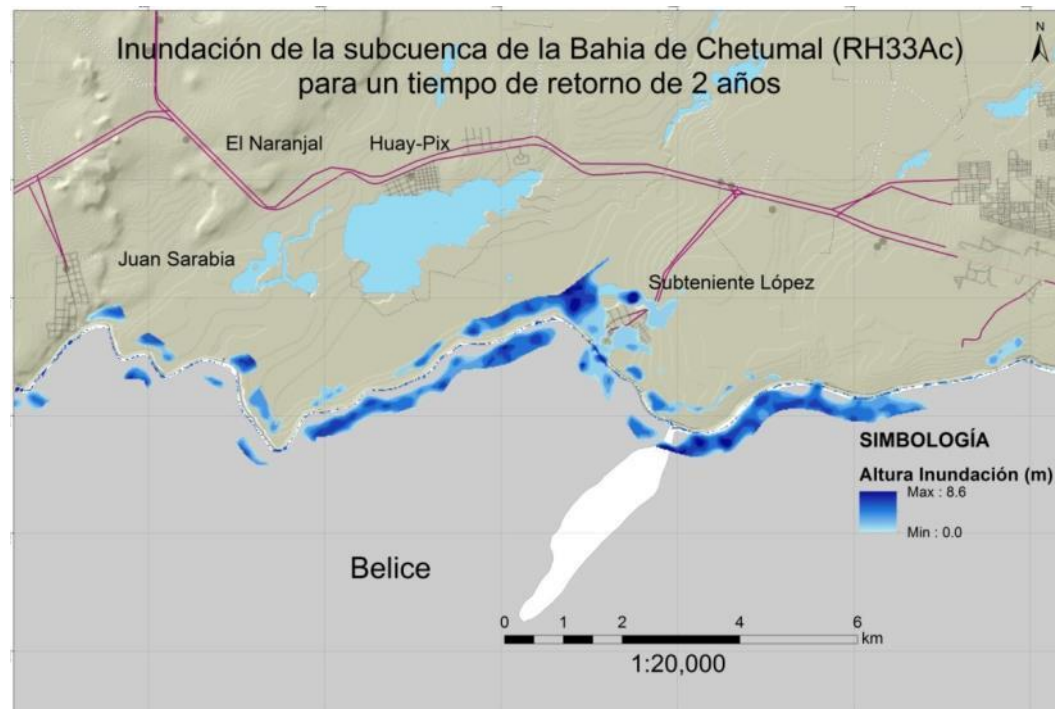 Inundación de la subcuenca de la Bahia de Chetumal (RH33Ac)
para un tiempo de retorno de 2 años
N
El Naranjal
Huay-Pix
Juan Sarabia
Subteniente López
SIMBOLOGÍA
Altura Inundación (m)
Max : 8.6
Min : 0.0
Belice
0 1 2 4 6
km
1:20,000